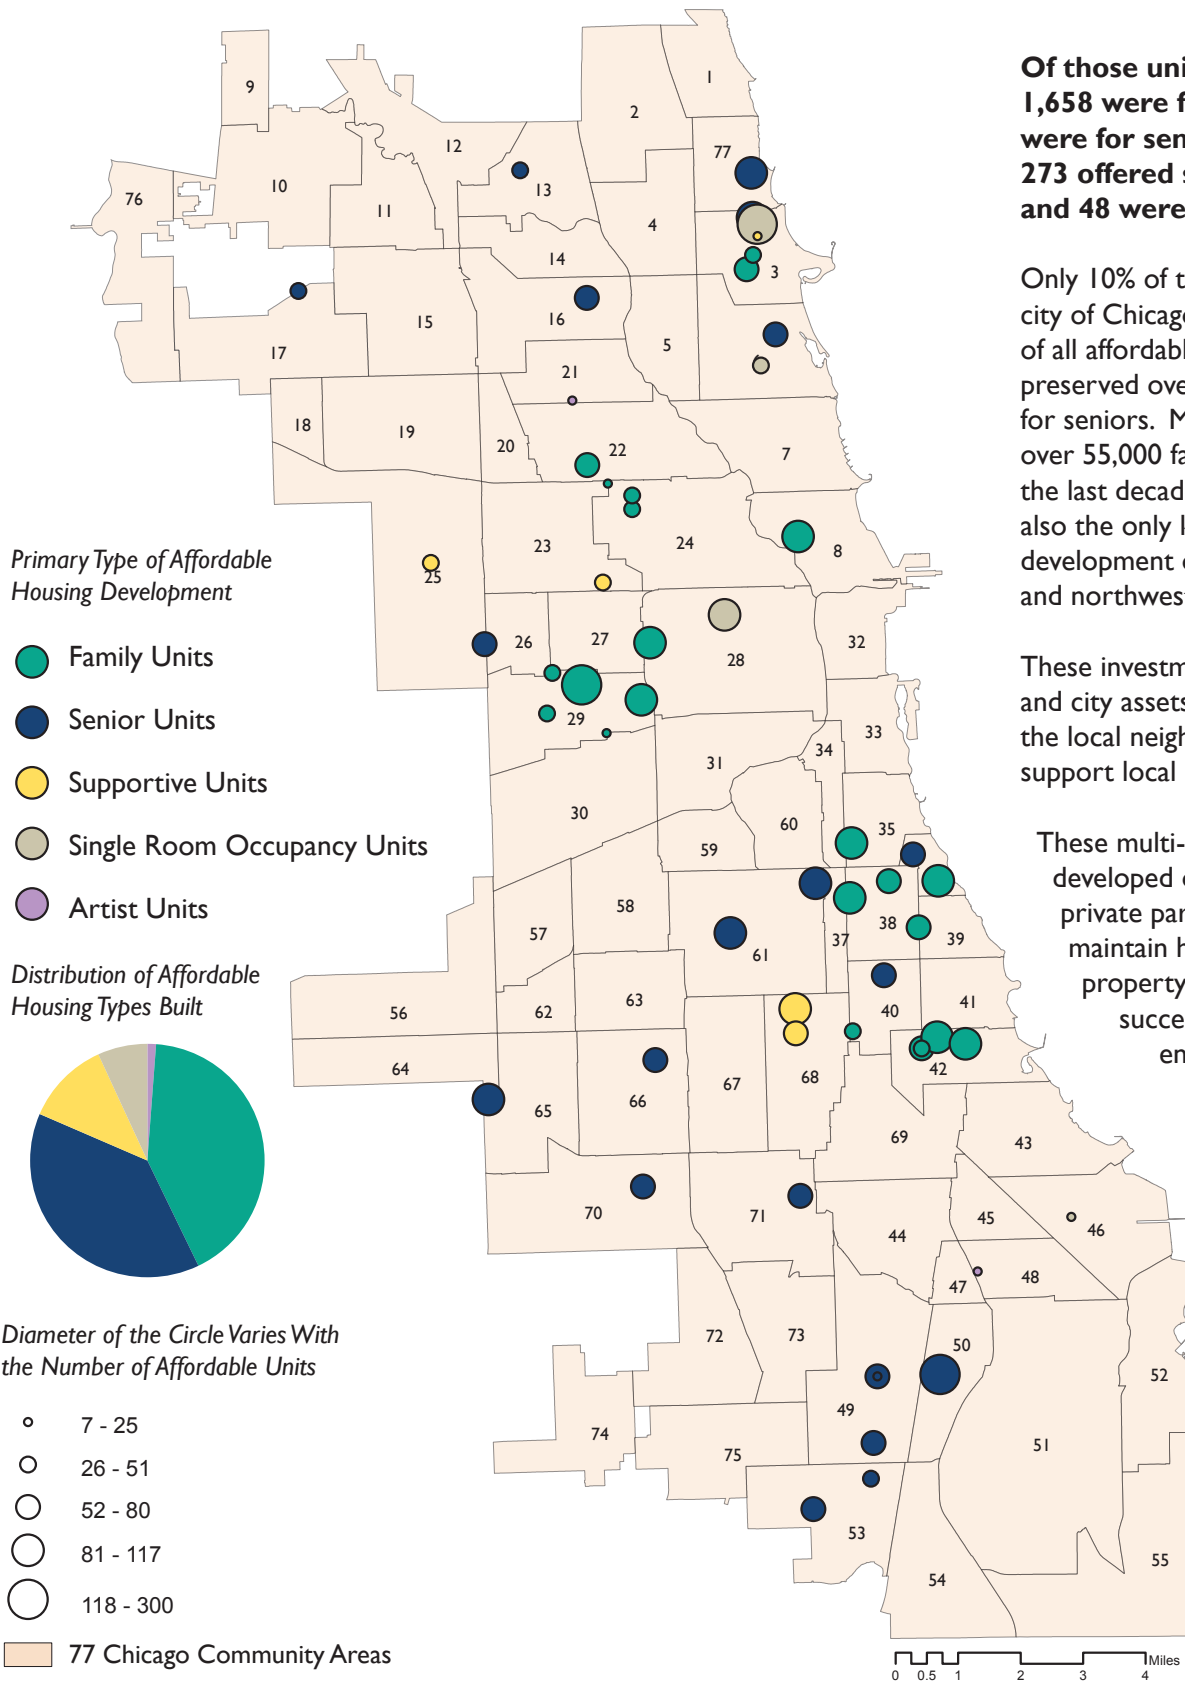 Of those uni
1,658 were f
were for sen
273 offered s
and 48 were
Only 10% of t
city of Chicag
of all affordabl
preserved ove
for seniors. M
over 55,000 fa
the last decad
also the only
development
and northwes
These investm
and city assets
the local neigh
support local
These multi-
developed
private par
maintain h
property
succe
en
Primary Type of Affordable
Housing Development
Family Units
Senior Units
Supportive Units
Single Room Occupancy Units
Artist Units
Distribution of Affordable
Housing Types Built
Diameter of the Circle Varies With
the Number of Affordable Units
7 - 25
26 - 51
52 - 80
81 - 117
118 - 300
77 Chicago Community Areas
9
1
2
12
77
10
13
76
11
4
14
3
15
16
17
5
21
18
19
20
22
7
23
24
8
25
26
27
28
32
29
33
31
34
30
60
35
59
58
57
38
37
39
61
63
62
56
40
41
64
42
68
67
66
65
69
43
70
71
45
46
44
48
47
50
72
73
52
49
74
51
75
53
55
54
0 0.5 1 2 3 4 Miles